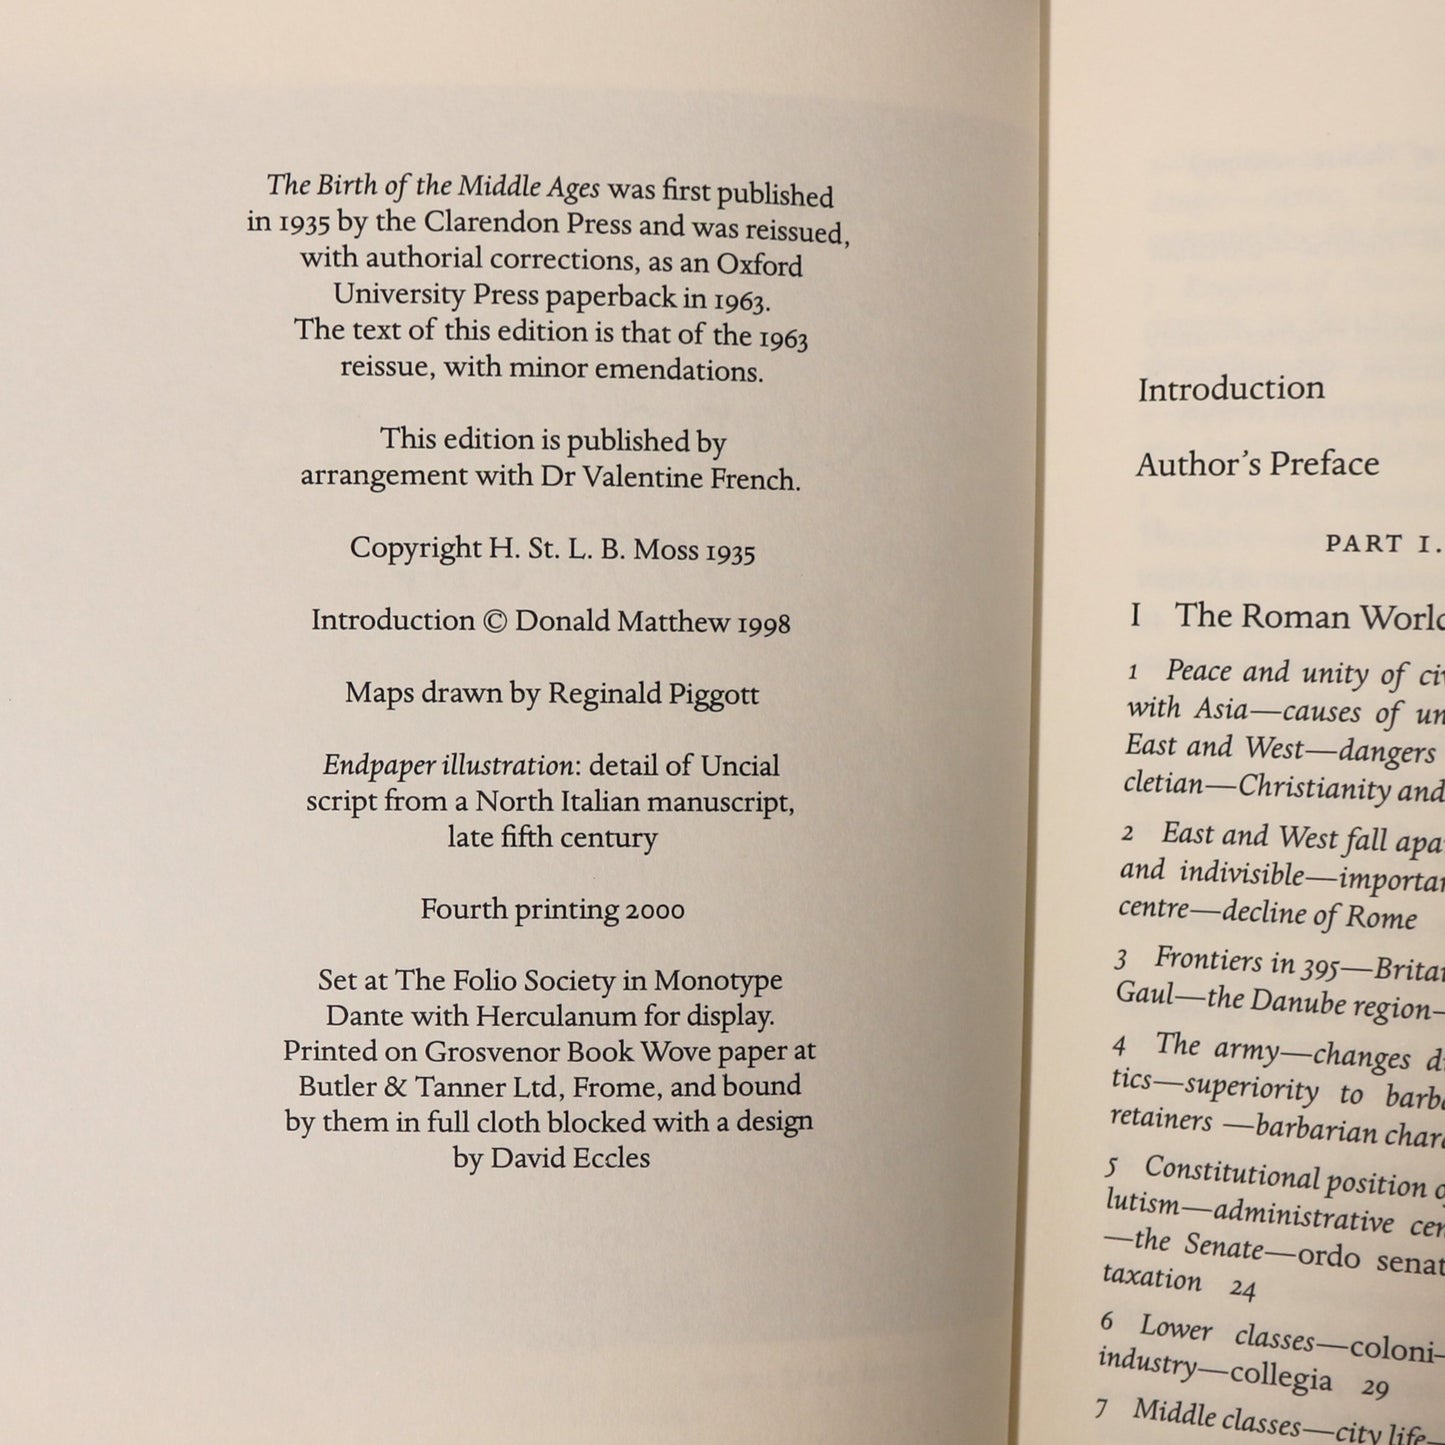 The Birth of the Middle Ages was first published
in 1935 by the Clarendon Press and was reissued,
with authorial corrections, as an Oxford
University Press paperback in 1963.
The text of this edition is that of the 1963
reissue, with minor emendations.
This edition is published by
arrangement with Dr Valentine French.
Copyright H. St. L. B. Moss 1935
Introduction © Donald Matthew 1998
Maps drawn by Reginald Piggott
Endpaper illustration: detail of Uncial
script from a North Italian manuscript,
late fifth century
Fourth printing 2000
Set at The Folio Society in Monotype
Dante with Herculanum for display.
Printed on Grosvenor Book Wove paper at
Butler & Tanner Ltd, Frome, and bound
by them in full cloth blocked with a design
by David Eccles
Introduction
Author's Preface
PART I.
I The Roman
1 Peace and unity of
with Asia—causes of
East and West—dangers
cletian—Christianity and
2 East and West fall
and indivisible—
centre—decline of Rome
3 Frontiers in 395—
Gaul—the Danube region—
4 The army—changes
tics—superiority to
retainers —barbarian
5 Constitutional position
lutism—administrative
—the Senate—ordo
taxation 24
6 Lower classes—coloni—
industry—collegia 29
7 Middle classes—city life—